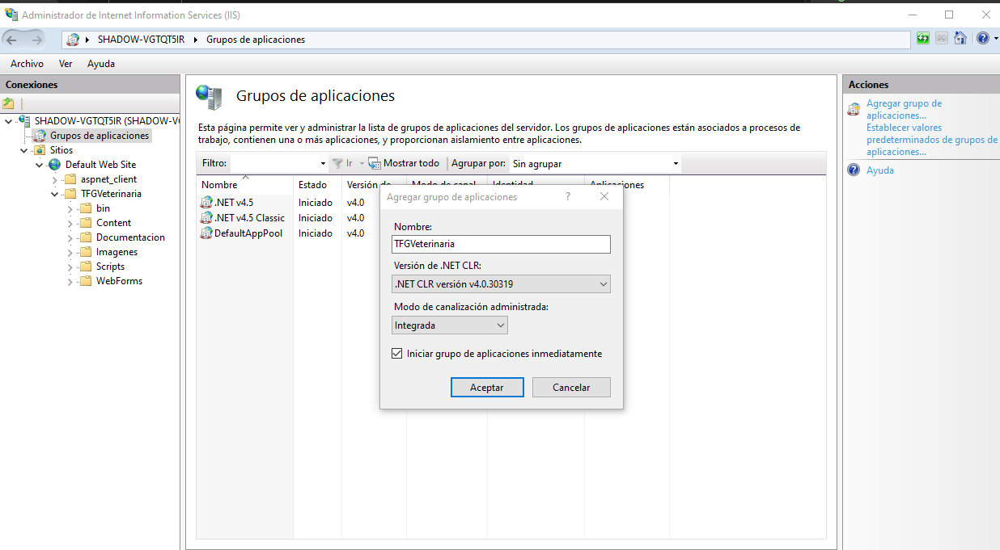 Administrador de Internet Information Services (IIS)
SHADOW-VGTQT5IR
Grupos de aplicaciones
Archivo Ver Ayuda
Conexiones
SHADOW-VGTQT5IR (SHADOW-V
Grupos de aplicaciones
Sitios
Default Web Site
aspnet_client
TFGVeterinaria
bin
Content
Documentacion
Imagenes
Scripts
WebForms
Grupos de aplicaciones
Esta página permite ver y administrar la lista de grupos de aplicaciones del servidor. Los grupos de aplicaciones están asociados a procesos de
trabajo, contienen una o más aplicaciones, y proporcionan aislamiento entre aplicaciones.
Filtro: Ir Mostrar todo Agrupar por: Sin agrupar
Nombre Estado Versión de Modo de canal Identidad Aplicaciones
.NET v4.5 Iniciado v4.0
.NET v4.5 Classic Iniciado v4.0
DefaultAppPool Iniciado v4.0
Agregar grupo de aplicaciones ?
Nombre:
TFGVeterinaria
Versión de .NET CLR:
.NET CLR versión v4.0.30319
Modo de canalización administrada:
Integrada
Iniciar grupo de aplicaciones inmediatamente
Aceptar Cancelar
Acciones
Agregar grupo de
aplicaciones...
Establecer valores
predeterminados de grupos de
aplicaciones...
Ayuda